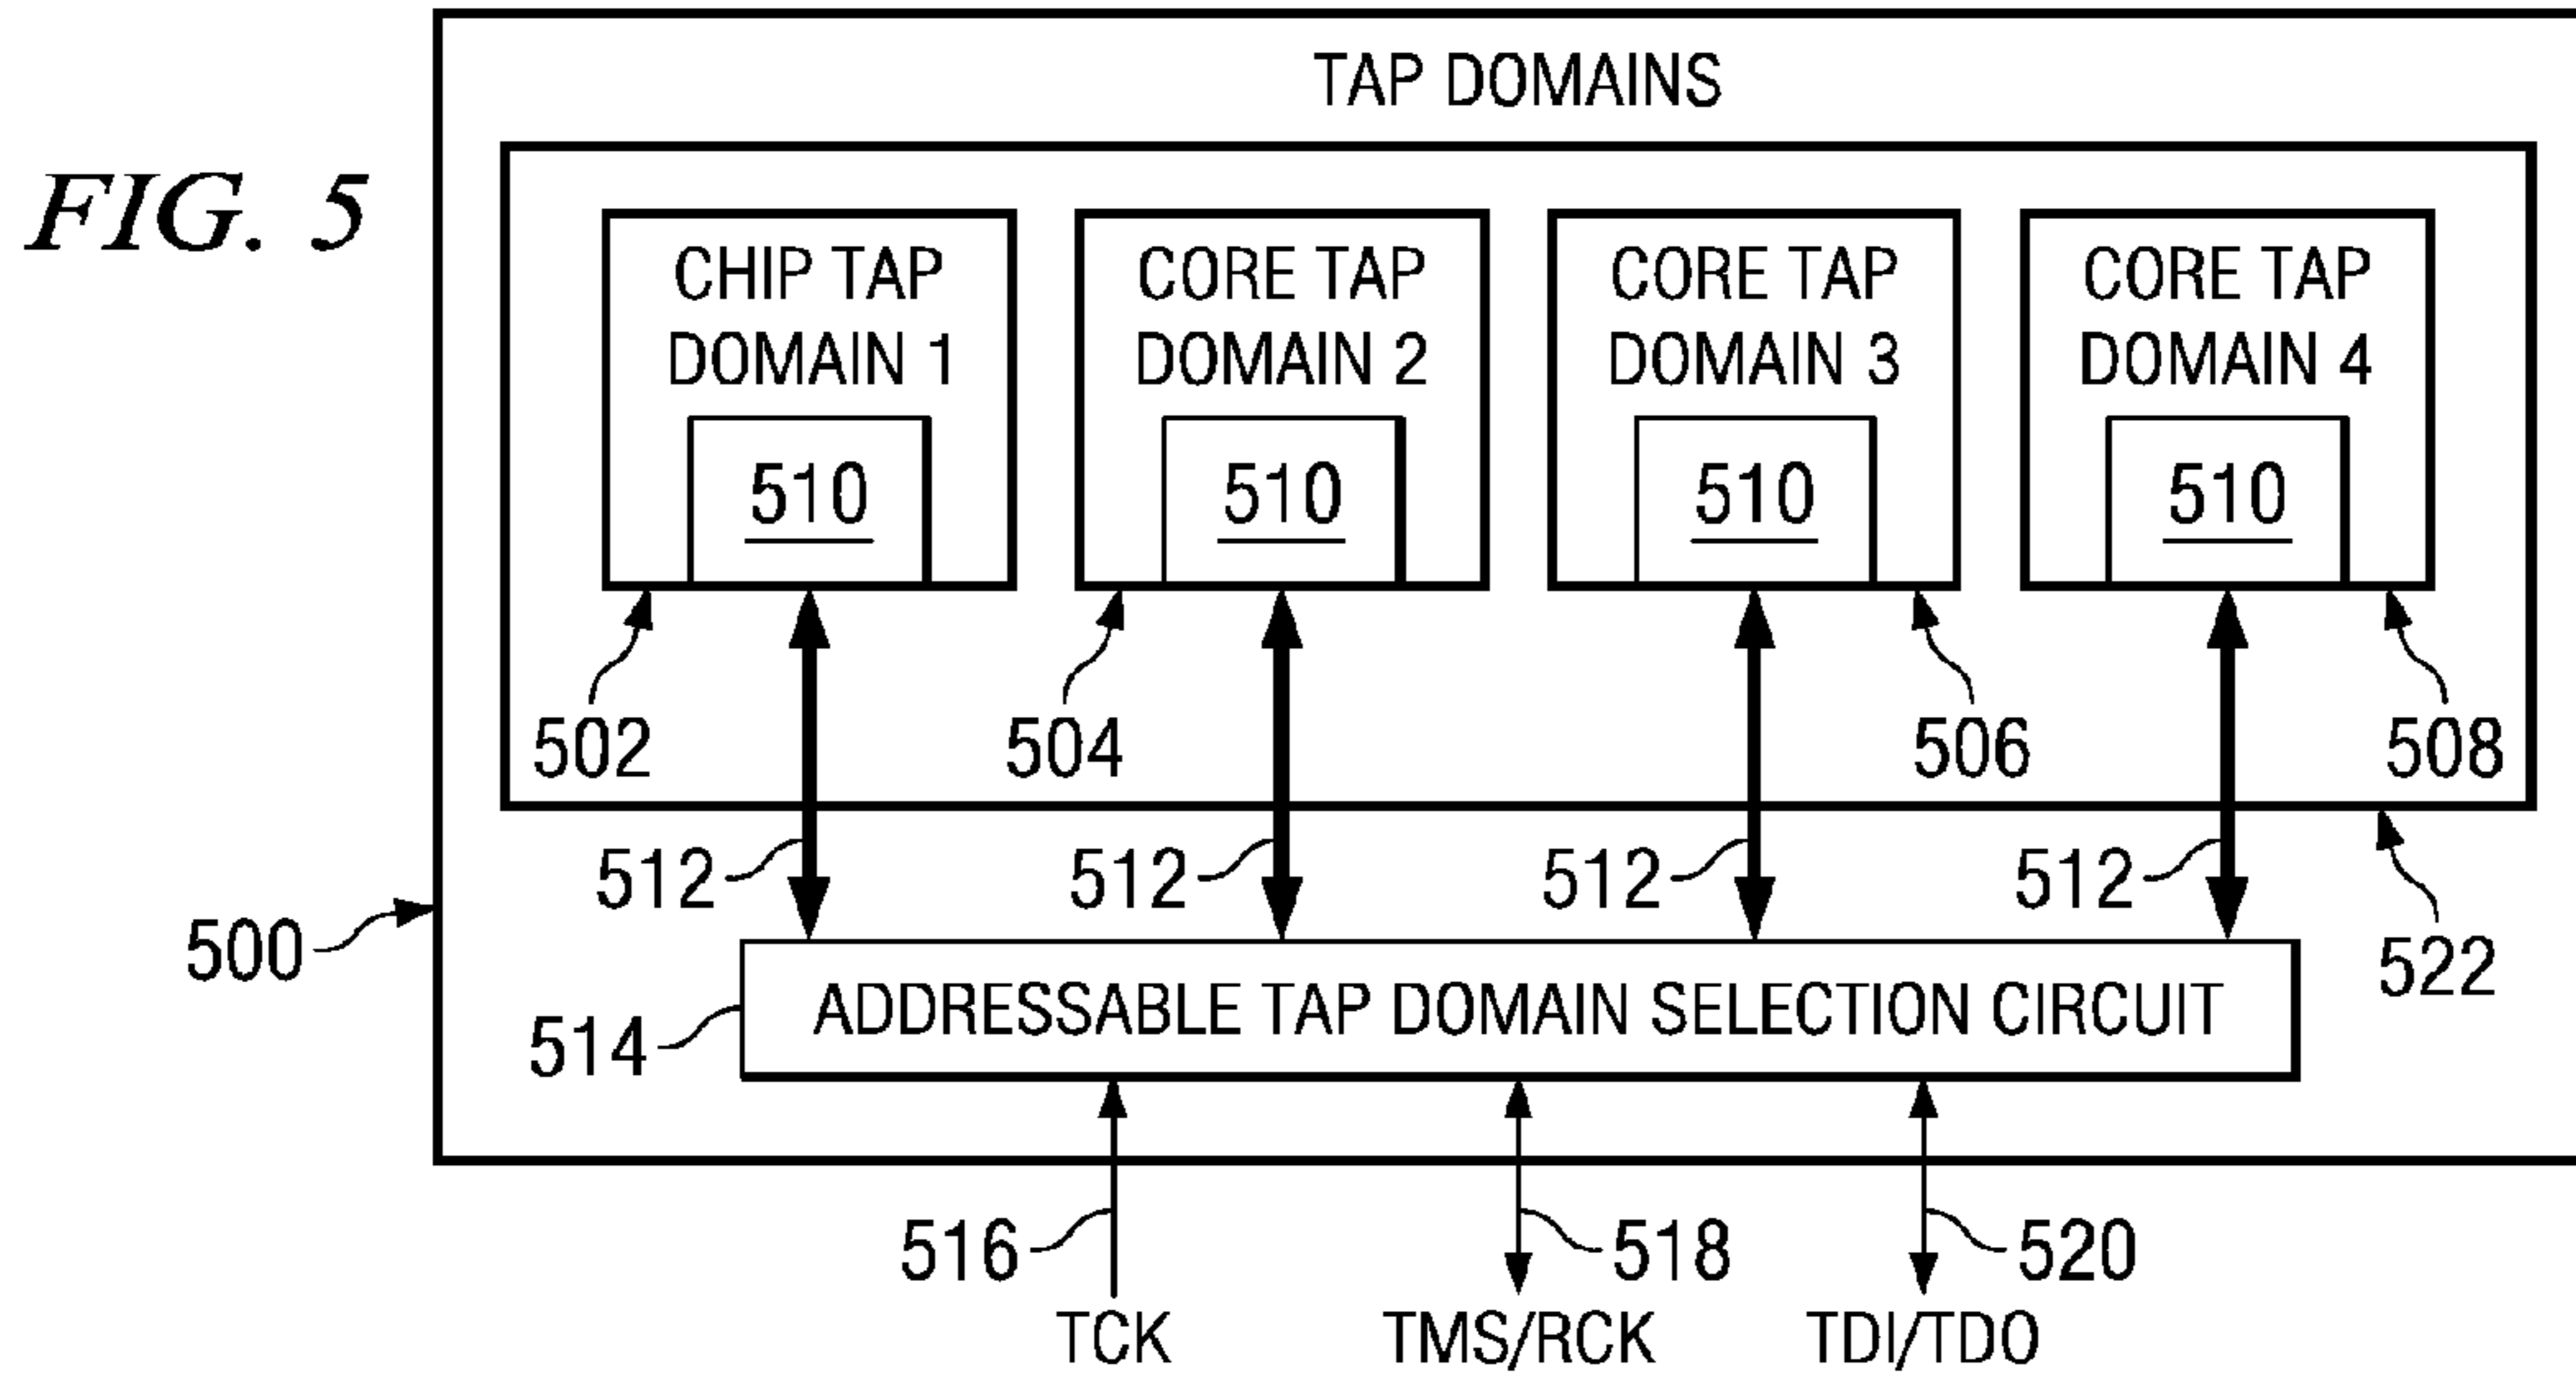 TAP DOMAINS
FIG. 5
CHIP TAP
DOMAIN 1
510
CORE TAP
DOMAIN 2
510
CORE TAP
DOMAIN 3
510
CORE TAP
DOMAIN 4
510
502
504
506
508
512
512
512
512
500
522
514
ADDRESSABLE TAP DOMAIN SELECTION CIRCUIT
516
518
520
TCK
TMS/RCK
TDI/TDO